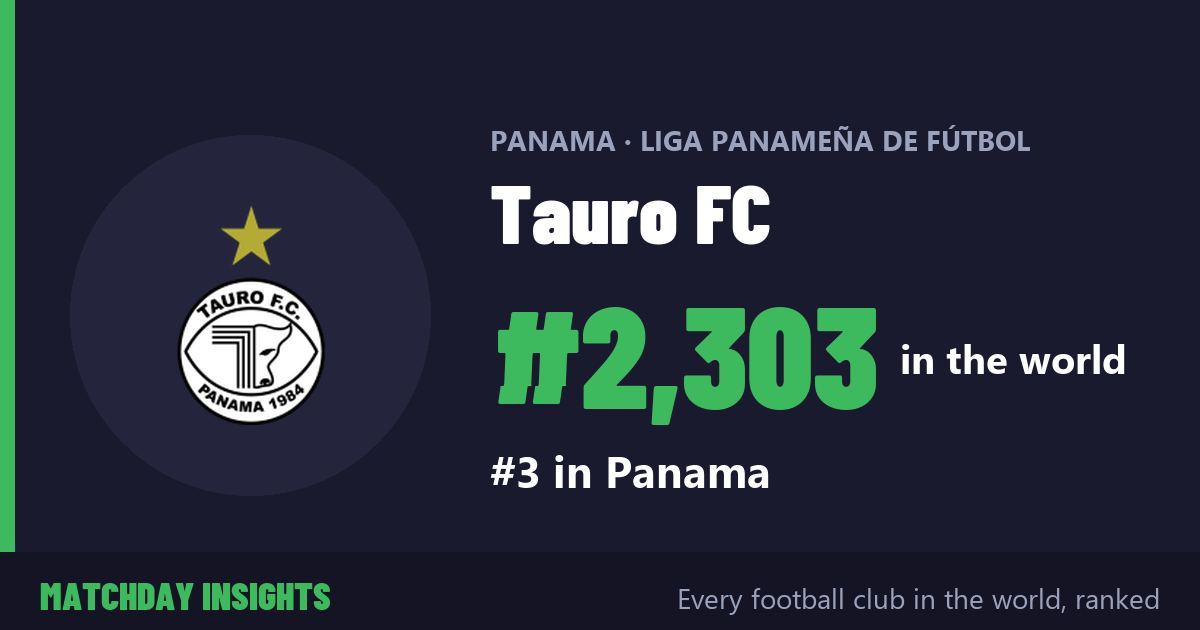 PANAMA · LIGA PANAMEÑA DE FÚTBOL
Tauro FC
TAURO F.C.
PANAMA 1984
#2,303 in the world
#3 in Panama
MATCHDAY INSIGHTS
Every football club in the world, ranked